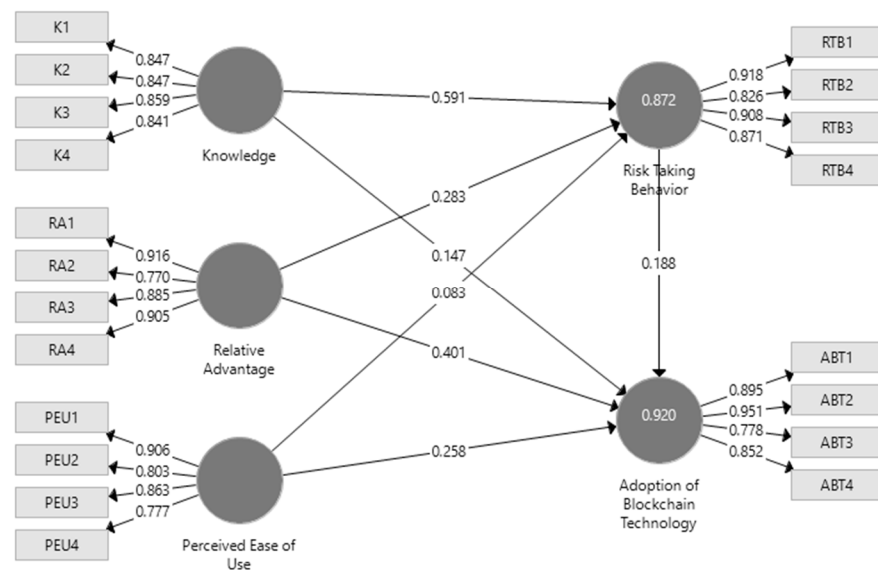 K1
K2
K3
K4
0.847
0.847
0.859
0.841
Knowledge
RA1
RA2
RA3
RA4
0.916
0.770
0.885
0.905
Relative
Advantage
PEU1
PEU2
PEU3
PEU4
0.906
0.803
0.863
0.777
Perceived Ease of
Use
0.591
0.283
0.147
0.083
0.401
0.258
0.872
Risk Taking
Behavior
0.188
0.920
Adoption of
Blockchain
Technology
0.918
0.826
0.908
0.871
RTB1
RTB2
RTB3
RTB4
0.895
0.951
0.778
0.852
ABT1
ABT2
ABT3
ABT4